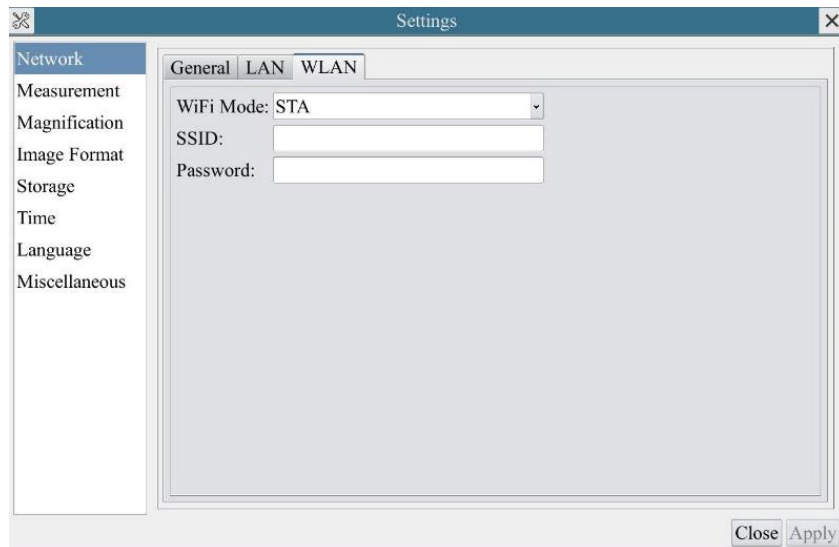 Settings
Network
Measurement
Magnification
Image Format
Storage
Time
Language
Miscellaneous
General LAN WLAN
WiFi Mode: STA
SSID:
Password:
Close Apply